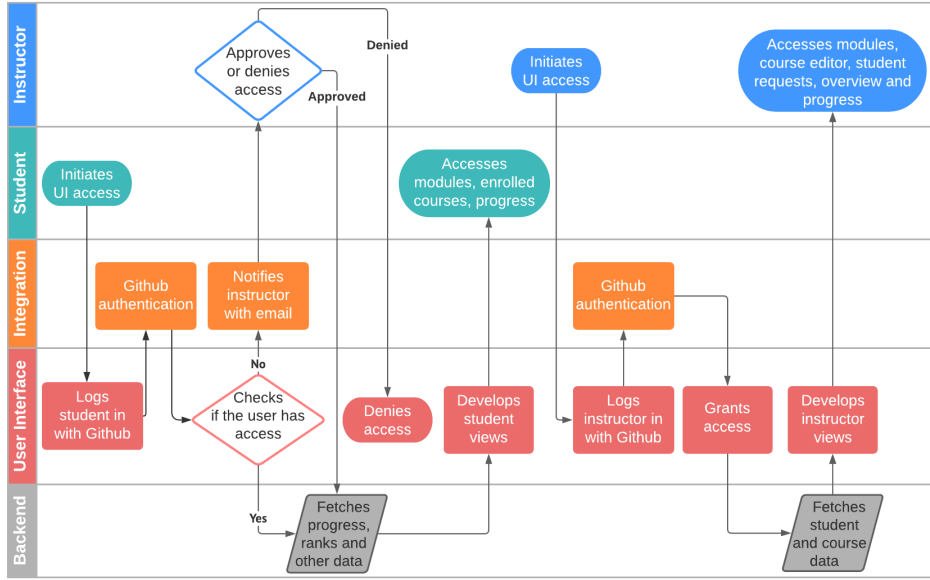 Instructor
Approves
or denies
access
Denied
Approved
Initiates
UI access
Accesses modules,
course editor, student
requests, overview and
progress
Student
Initiates
UI access
Accesses
modules, enrolled
courses, progress
Integration
Github
authentication
Notifies
instructor
with email
Github
authentication
User Interface
No
Logs
student in
with Github
Checks
if the user has
access
Denies
access
Develops
student
views
Logs
instructor in
with Github
Grants
access
Develops
instructor
views
Backend
Yes
Fetches
progress,
ranks and
other data
Fetches
student
and course
data